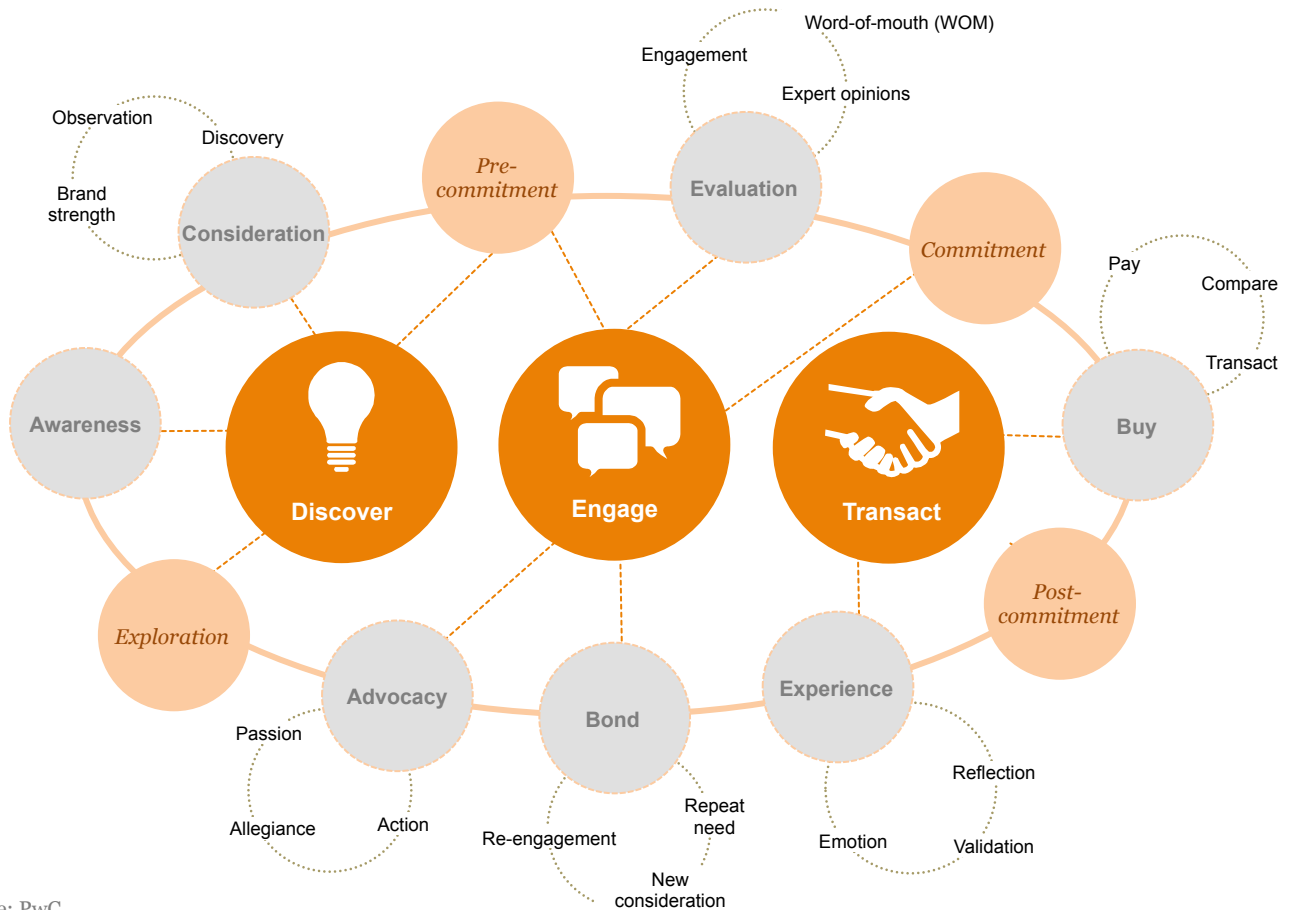 Word-of-mouth (WOM)
Engagement
Expert opinions
Observation
Discovery
Brand
strength
Pre-
commitment
Evaluation
Consideration
Commitment
Pay
Compare
Transact
Awareness
Buy
Discover
Engage
Transact
Exploration
Post-
commitment
Advocacy
Bond
Experience
Passion
Allegiance
Action
Re-engagement
Repeat
need
New
consideration
Reflection
Emotion
Validation
PwC